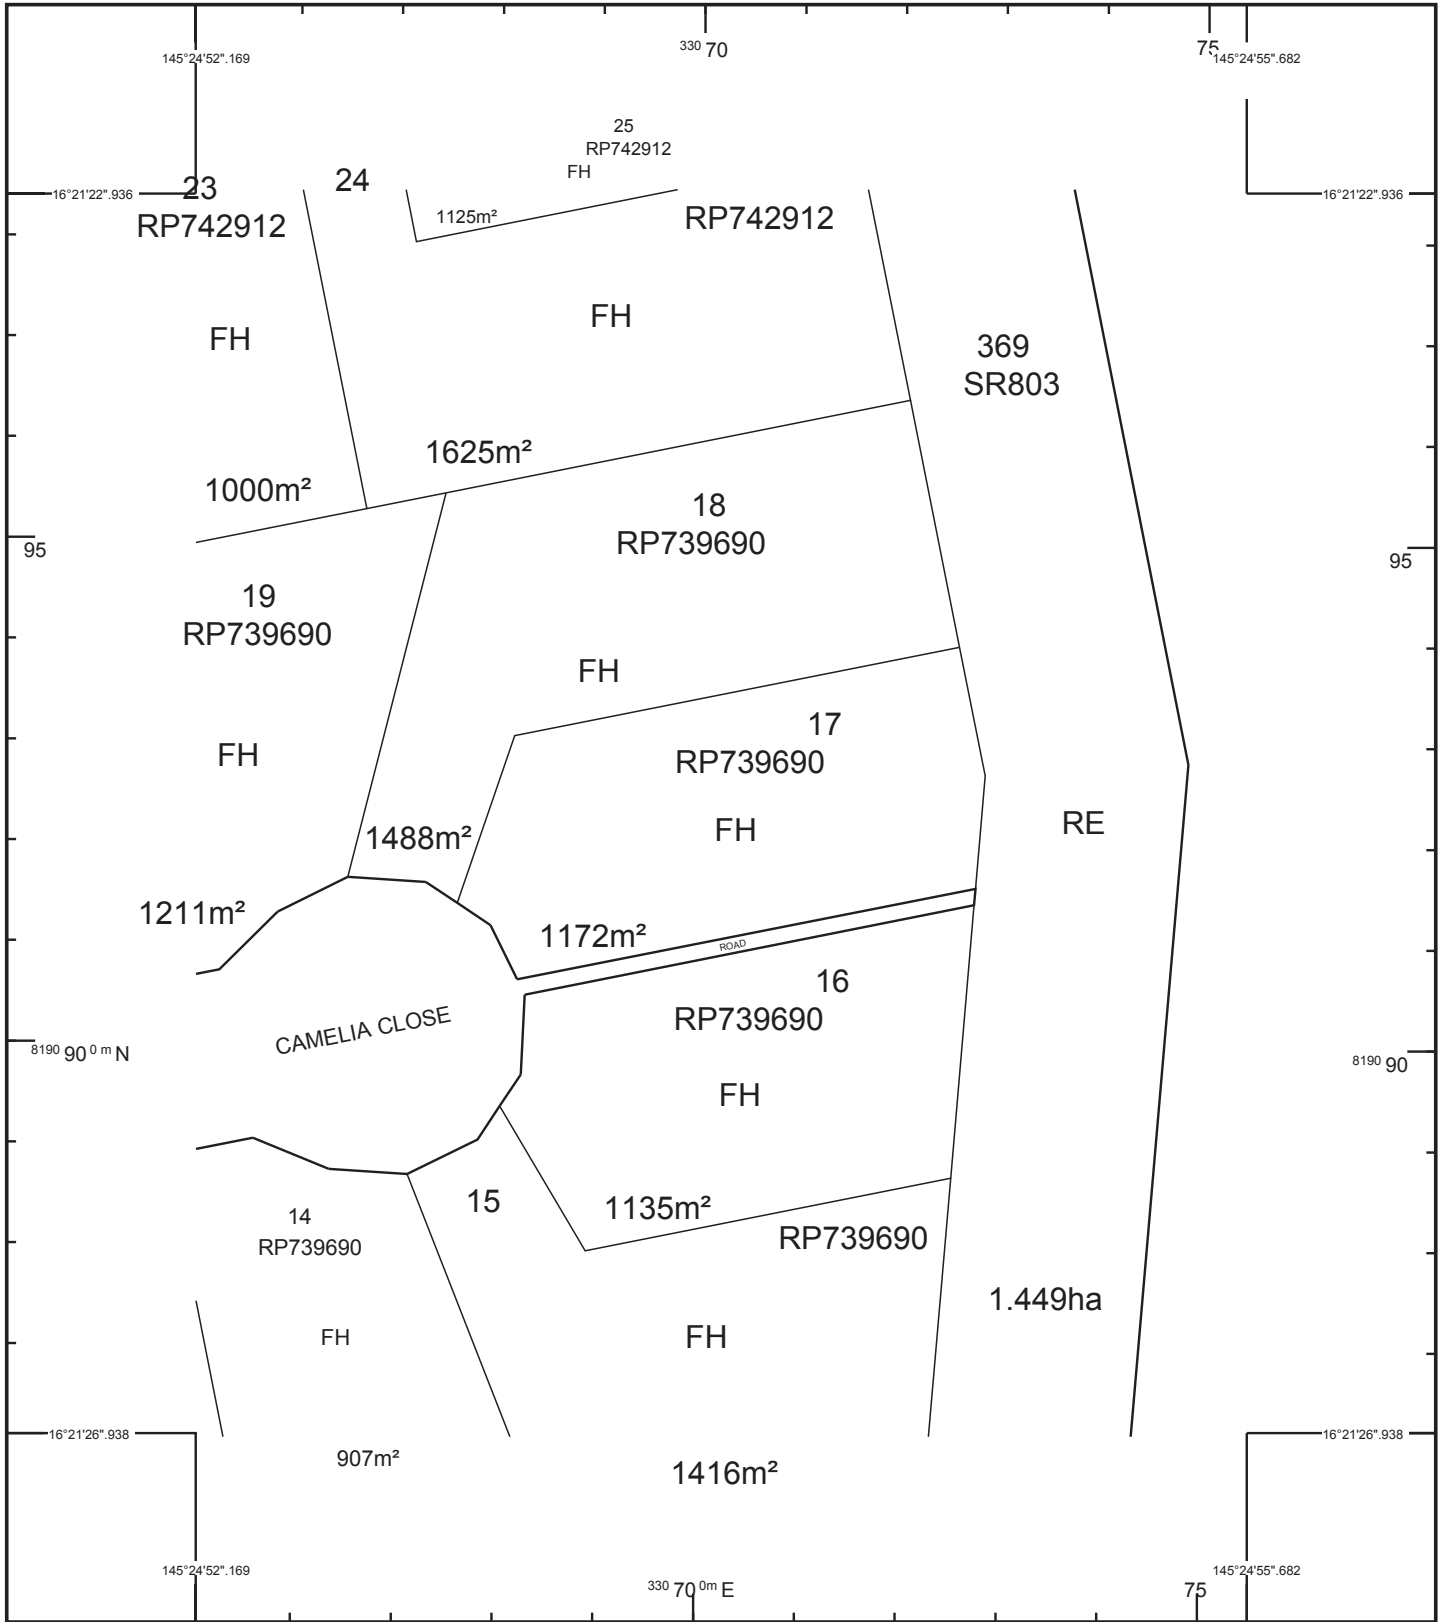 330 70
75
145°24'52".169
145°24'55".682
25
RP742912
FH
1125m²
16°21'22".936
16°21'22".936
23
RP742912
24
RP742912
FH
FH
369
SR803
1625m²
1000m²
18
RP739690
95
95
19
RP739690
FH
17
RP739690
FH
FH
RE
1488m²
1211m²
1172m²
ROAD
16
RP739690
CAMELIA CLOSE
8190 90 0 m N
8190 90
FH
15
1135m²
14
RP739690
RP739690
1.449ha
FH
FH
16°21'26".938
16°21'26".938
907m²
1416m²
145°24'52".169
145°24'55".682
330 70 0m E
75